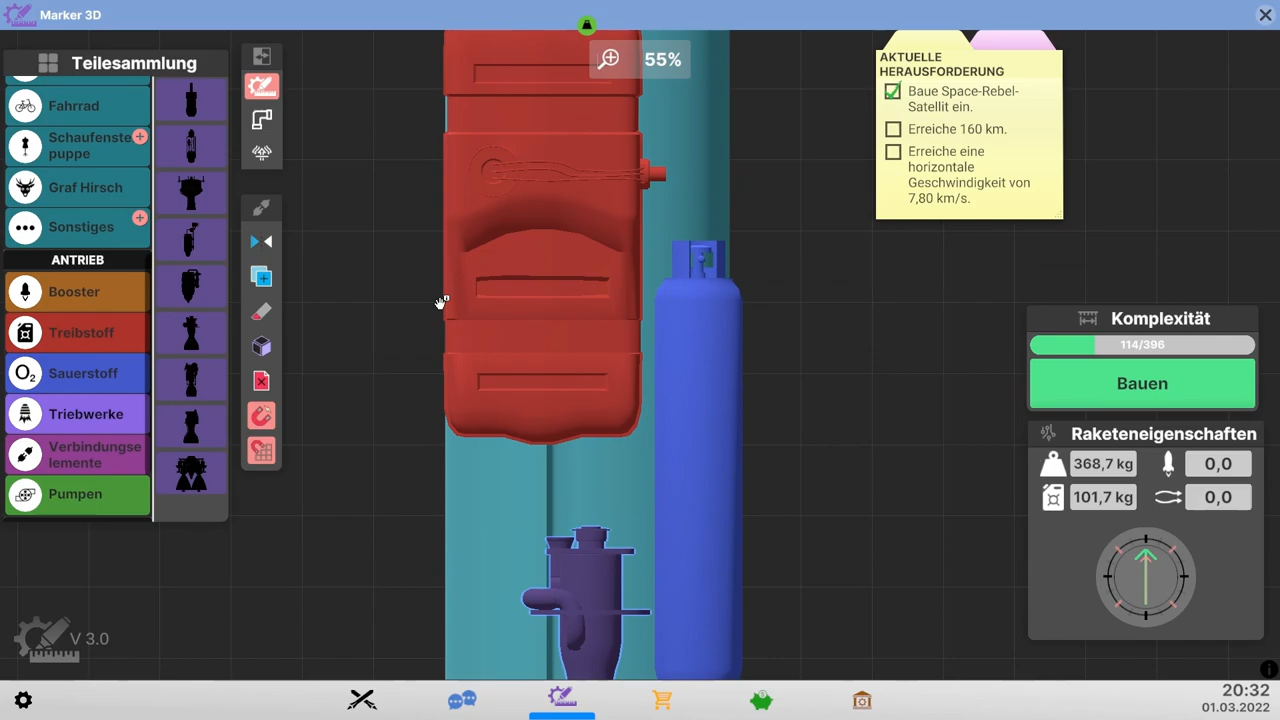 Marker 3D
Teilesammlung
Fahrrad
Schaufenste
puppe
Graf Hirsch
Sonstiges
ANTRIEB
Booster
Treibstoff
O2
Sauerstoff
Triebwerke
Verbindungse
lemente
Pumpen
V 3.0
55%
AKTUELLE
HERAUSFORDERUNG
Baue Space-Rebel-
Satellit ein.
Erreiche 160 km.
Erreiche eine
horizontale
Geschwindigkeit von
7,80 km/s.
Komplexität
114/396
Bauen
Raketeneigenschaften
368,7 kg
0,0
101,7 kg
0,0
20:32
01.03.2022